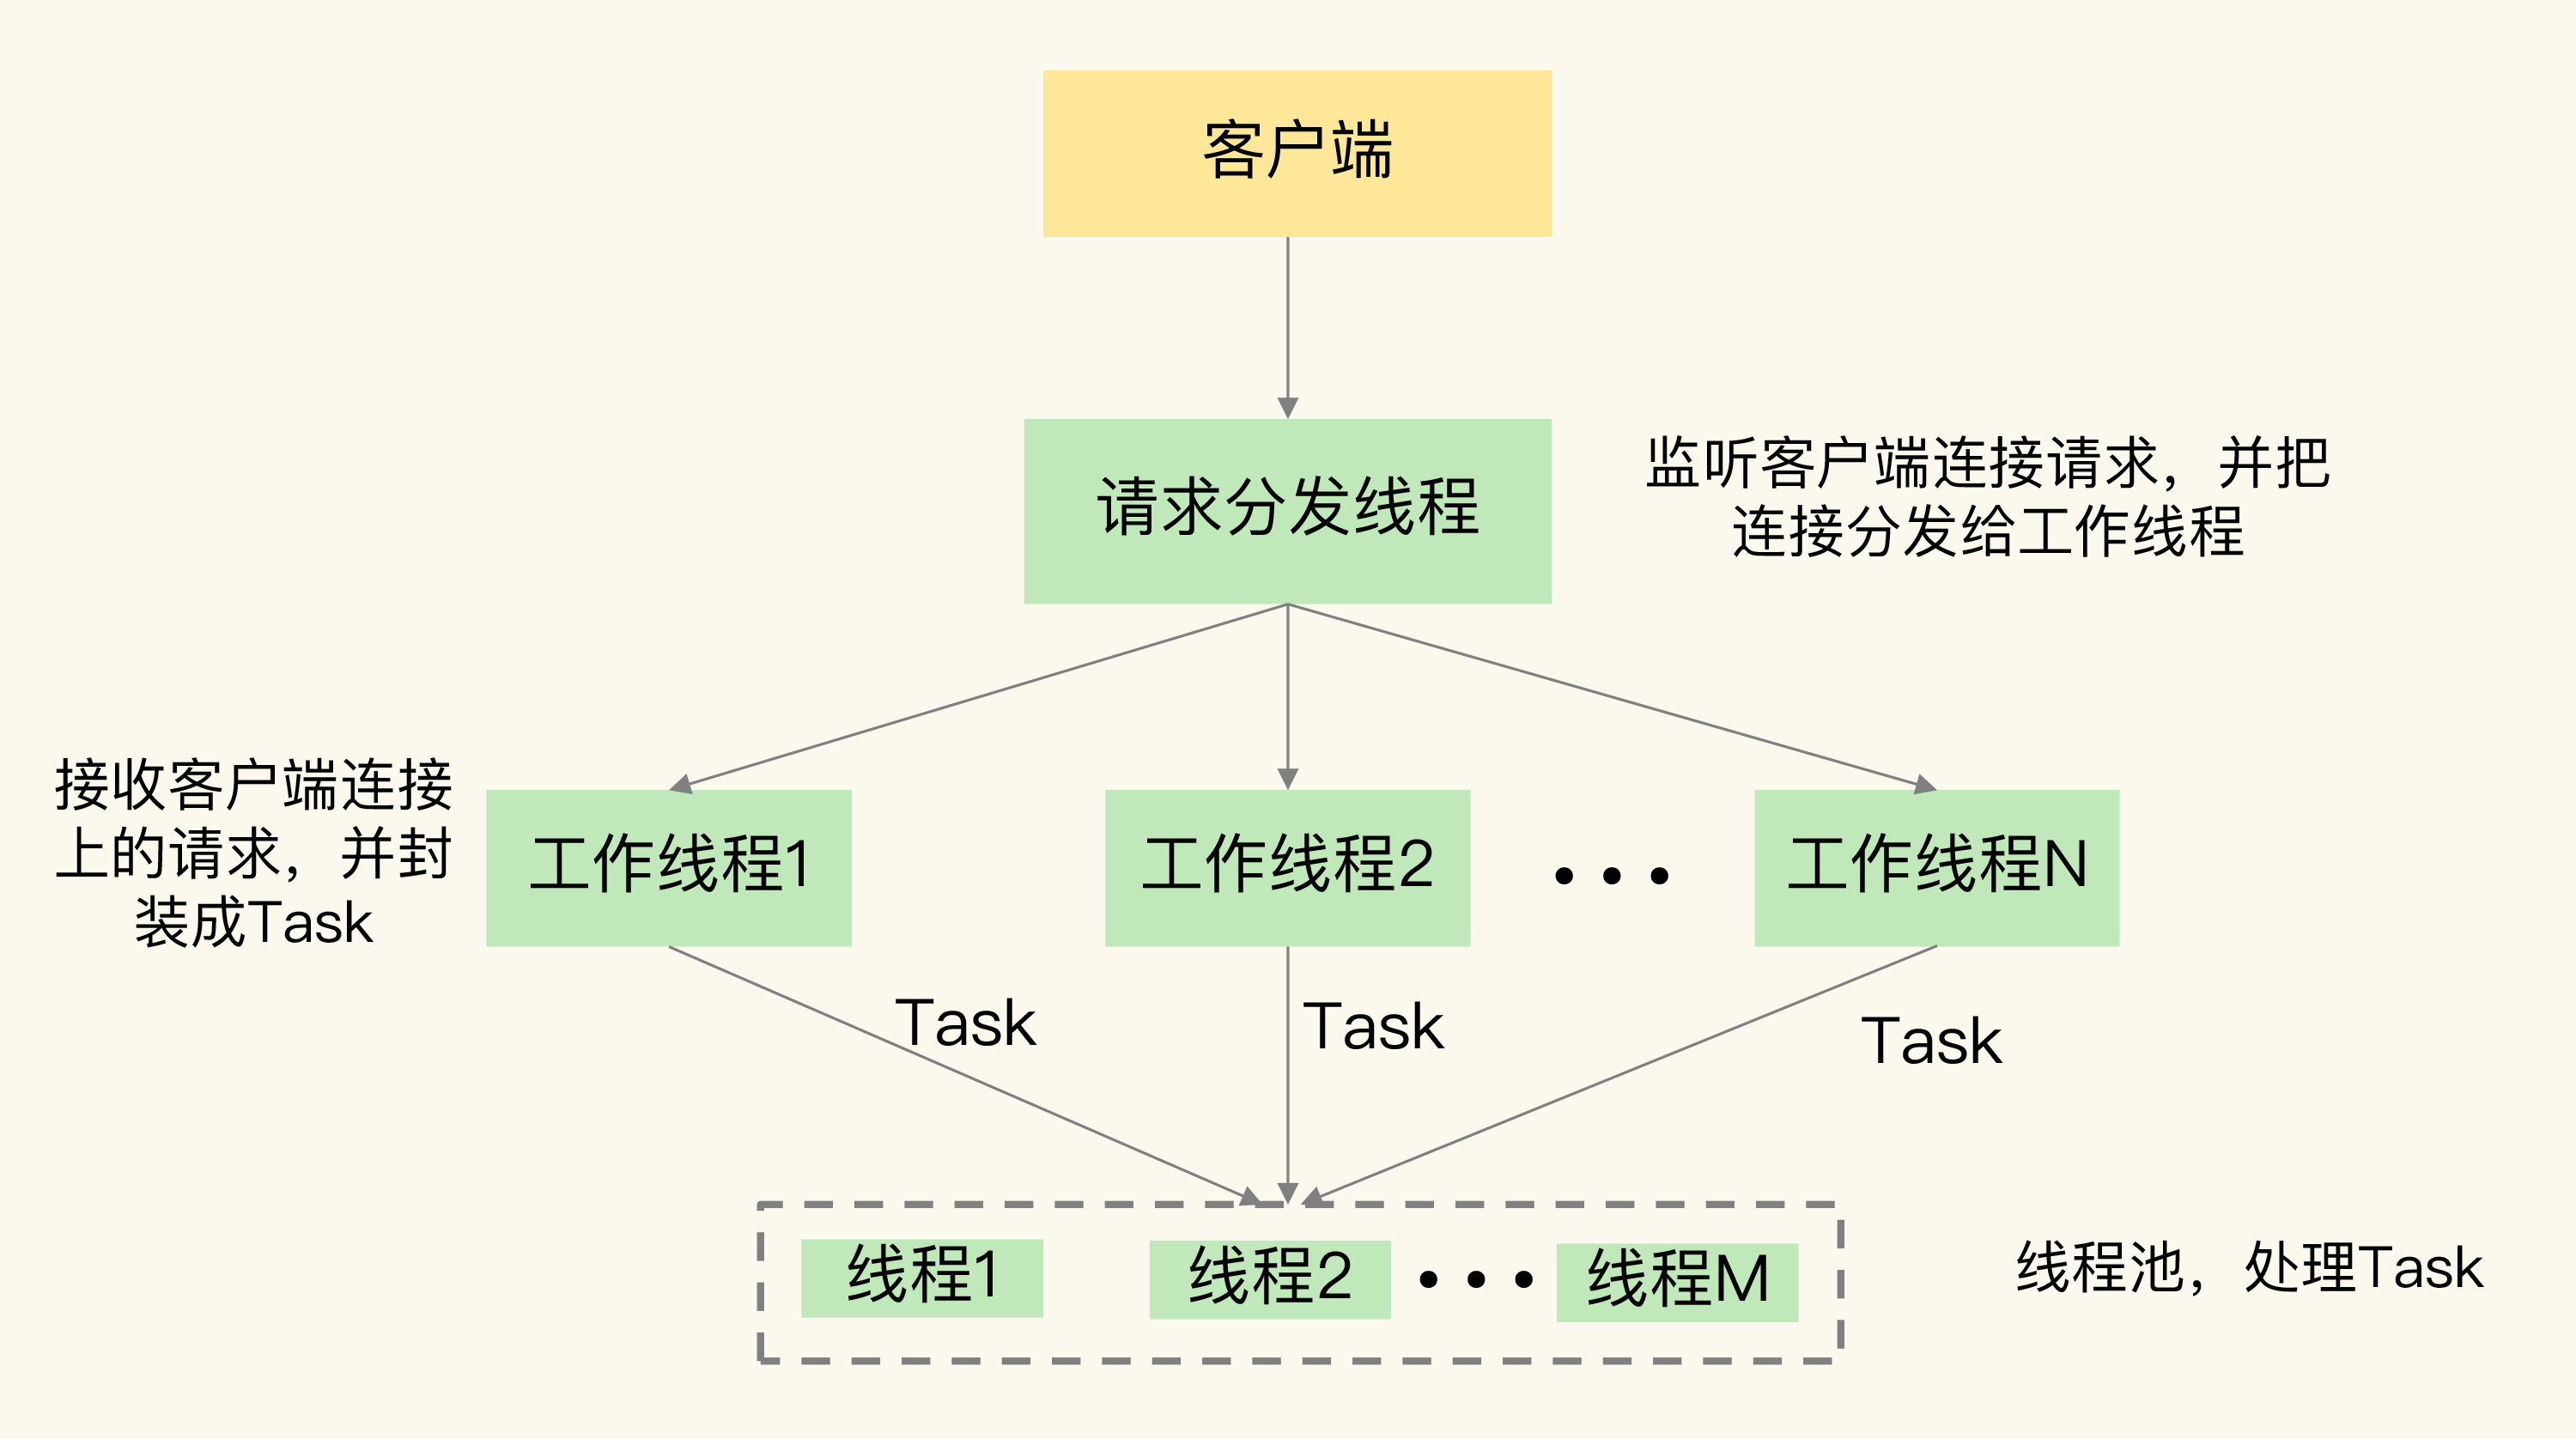 客户端
请求分发线程
监听客户端连接请求，并把
连接分发给工作线程
接收客户端连接
上的请求，并封
装成Task
工作线程1
工作线程2
•••
工作线程N
Task
Task
Task
线程1
线程2
•••
线程M
线程池，处理Task